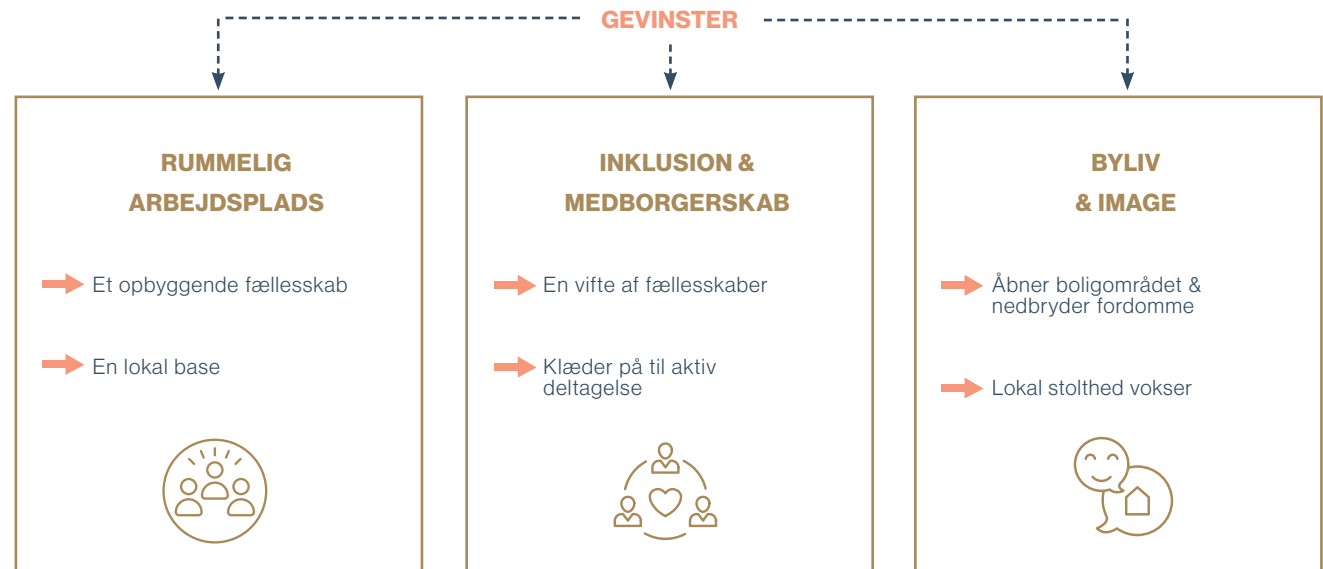 GEVINSTER
RUMMELIG
ARBEJDSPLADS
Et opbyggende fællesskab
En lokal base
INKLUSION &
MEDBORGERSKAB
En vifte af fællesskaber
Klæder på til aktiv
deltagelse
BYLIV
& IMAGE
Åbner boligområdet &
nedbryder fordomme
Lokal stolthed vokser